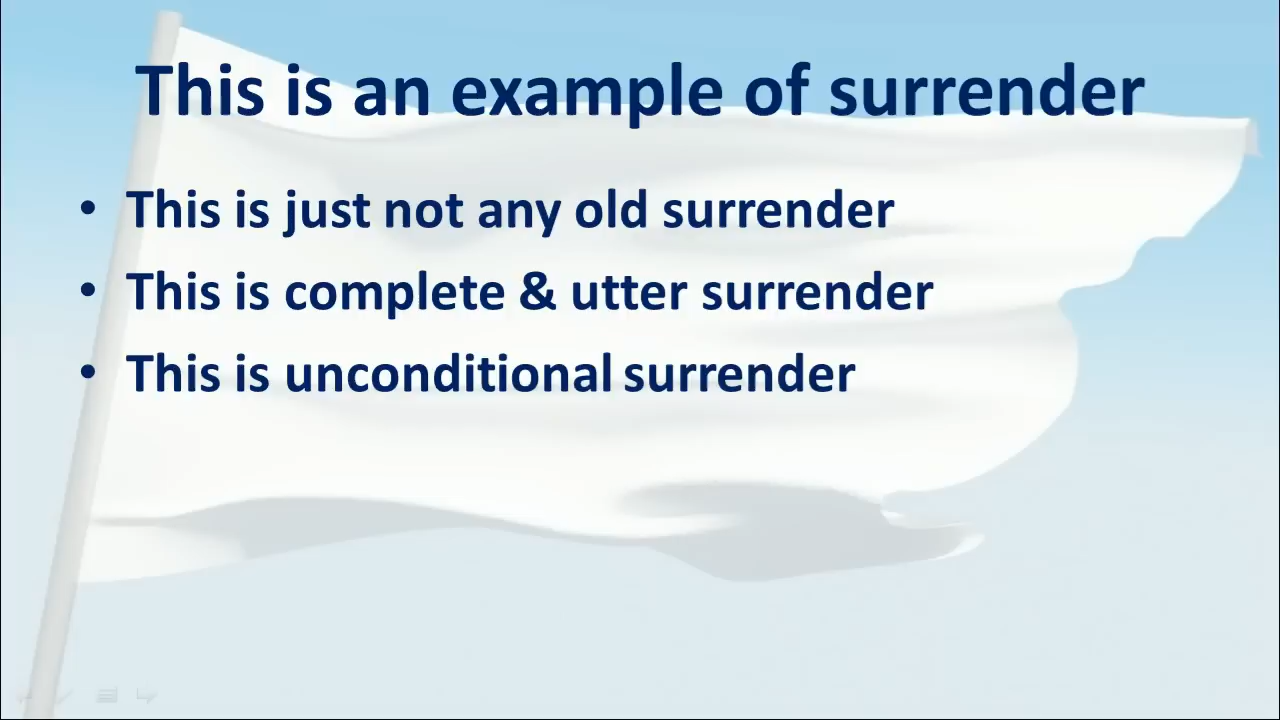 This is an example of surrender
• This is just not any old surrender
• This is complete & utter surrender
• This is unconditional surrender